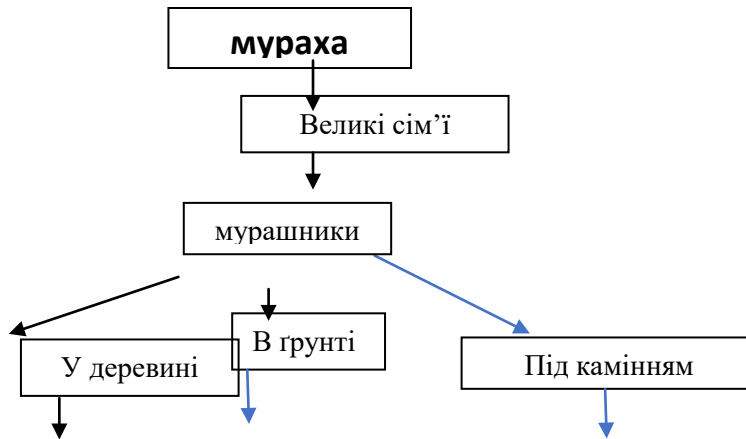 мураха
Великі сім’ї
мурашники
У деревині
В ґрунті
Під камінням